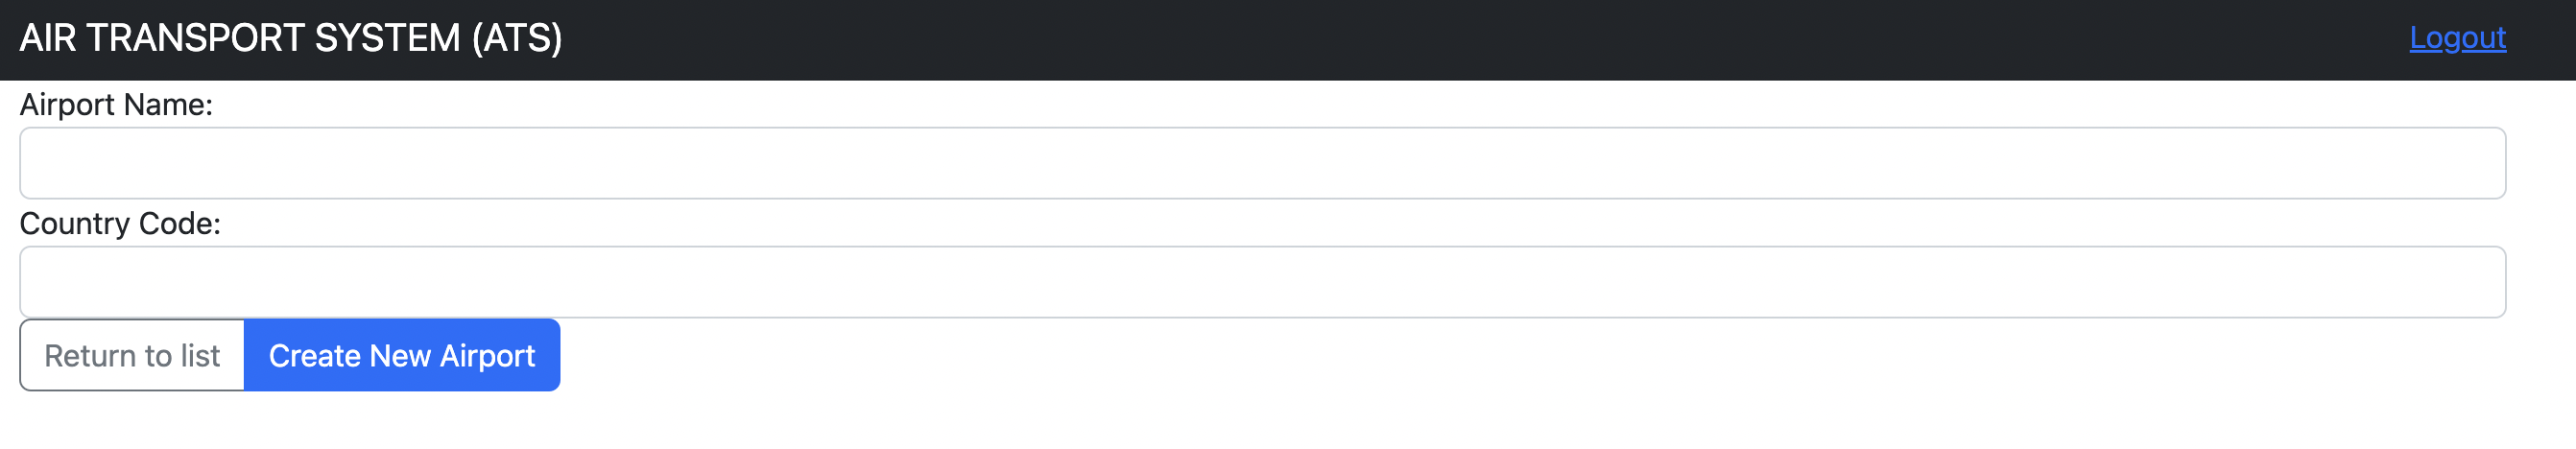 AIR TRANSPORT SYSTEM (ATS) Logout
Airport Name:
Country Code:
Return to list Create New Airport